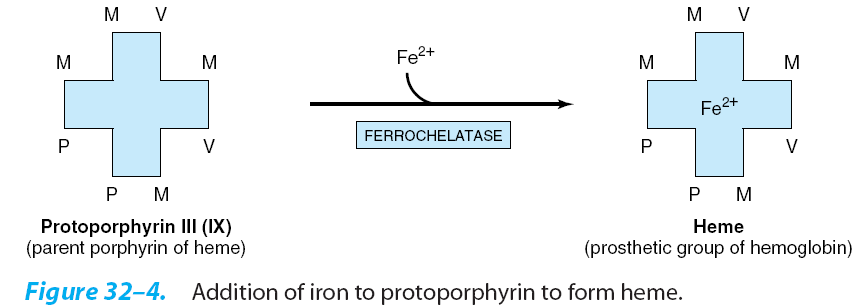 M V M V
M M Fe2+ M M
Fe2+
P V FERROCHELATASE P V
P M P M
Protoporphyrin III (IX) Heme
(parent porphyrin of heme) (prosthetic group of hemoglobin)
Figure 32–4. Addition of iron to protoporphyrin to form heme.